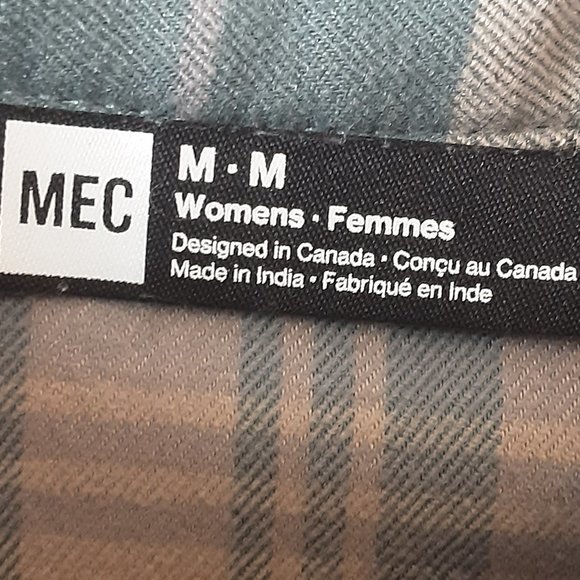 MEC
M · M
Womens · Femmes
Designed in Canada · Conçu au Canada
Made in India · Fabriqué en Inde